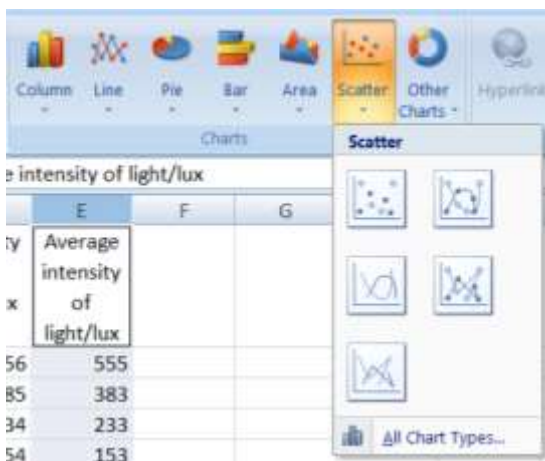 Column Line Pie Bar Area Scatter Other Charts Hyperlink
Charts
Scatter
e intensity of light/lux
E F G
ty Average
intensity
x of
light/lux
56 555
85 383
34 233
54 153
All Chart Types...